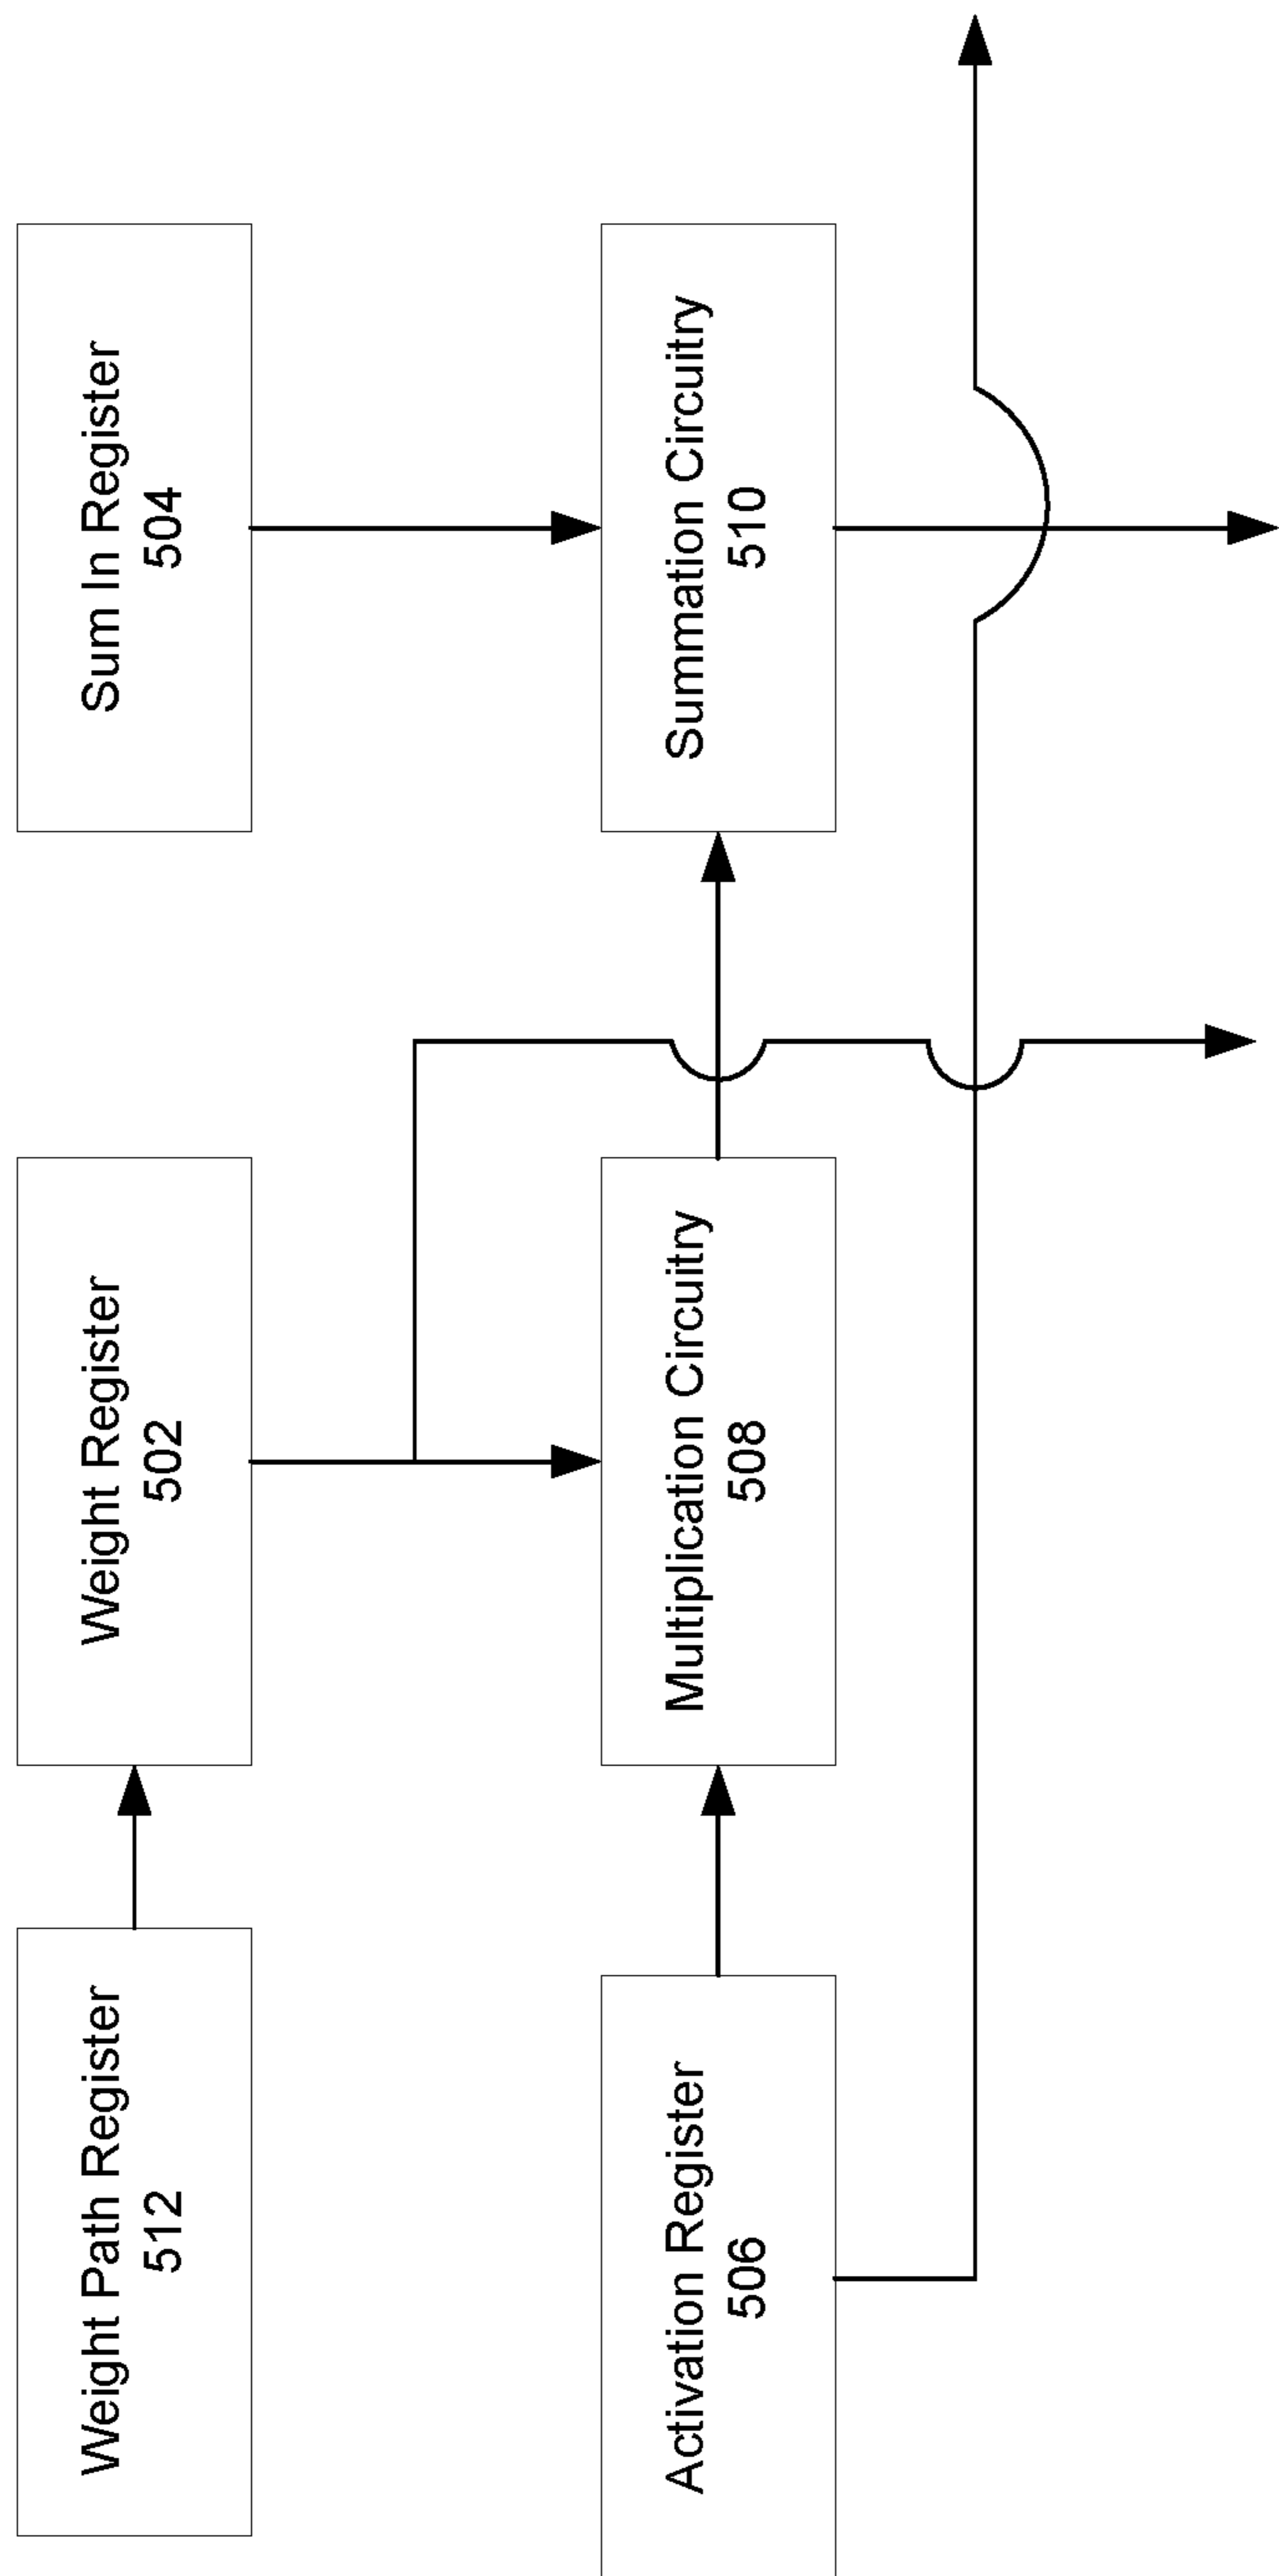 Weight Path Register
512
Weight Register
502
Sum In Register
504
Activation Register
506
Multiplication Circuitry
508
Summation Circuitry
510